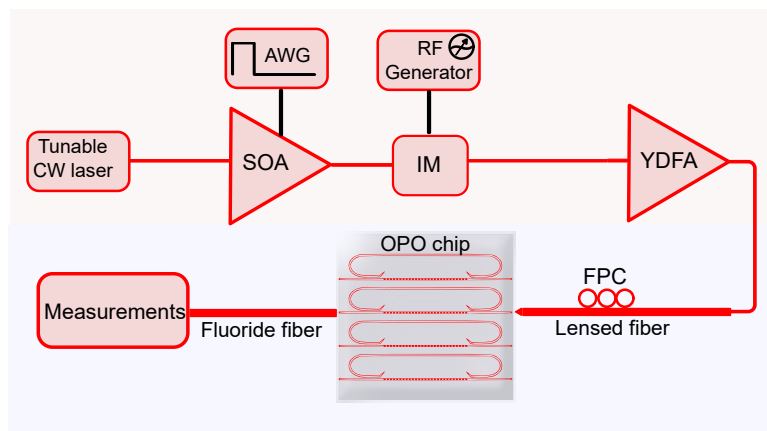 AWG
RF
Generator
Tunable
CW laser
SOA
IM
YDFA
OPO chip
FPC
Measurements
Fluoride fiber
Lensed fiber